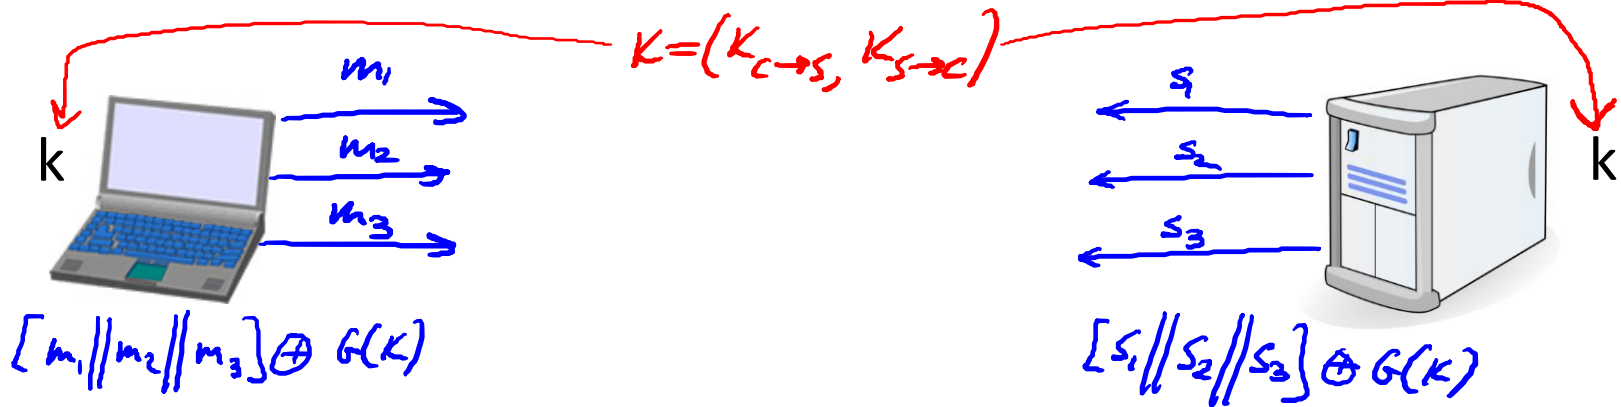 K=(K_{C→S}, K_{S→C})
m₁
s₁
k
k
m₂
s₂
m₃
s₃
[m₁||m₂||m₃]⊕ G(K)
[S₁||S₂||S₃] ⊕ G(K)